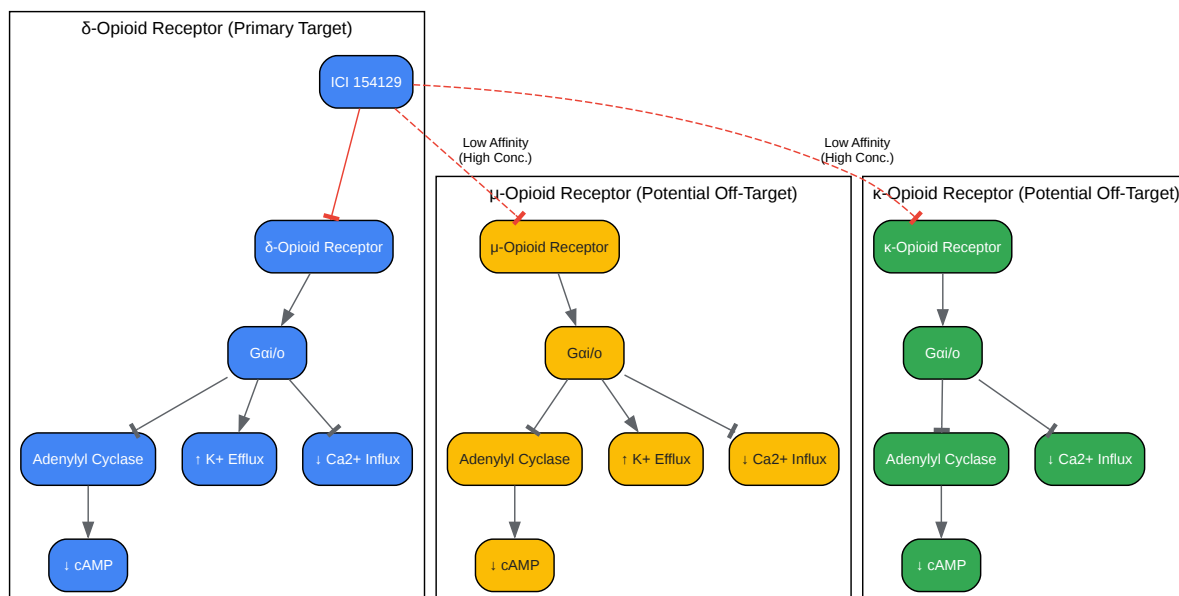 δ-Opioid Receptor (Primary Target)
ICI 154129
Low Affinity
(High Conc.)
Low Affinity
(High Conc.)
μ-Opioid Receptor (Potential Off-Target)
κ-Opioid Receptor (Potential Off-Target)
δ-Opioid Receptor
μ-Opioid Receptor
κ-Opioid Receptor
Gαi/o
Gαi/o
Gαi/o
Adenylyl Cyclase
↑ K+ Efflux
↓ Ca2+ Influx
Adenylyl Cyclase
↑ K+ Efflux
↓ Ca2+ Influx
Adenylyl Cyclase
↓ Ca2+ Influx
↓ cAMP
↓ cAMP
↓ cAMP